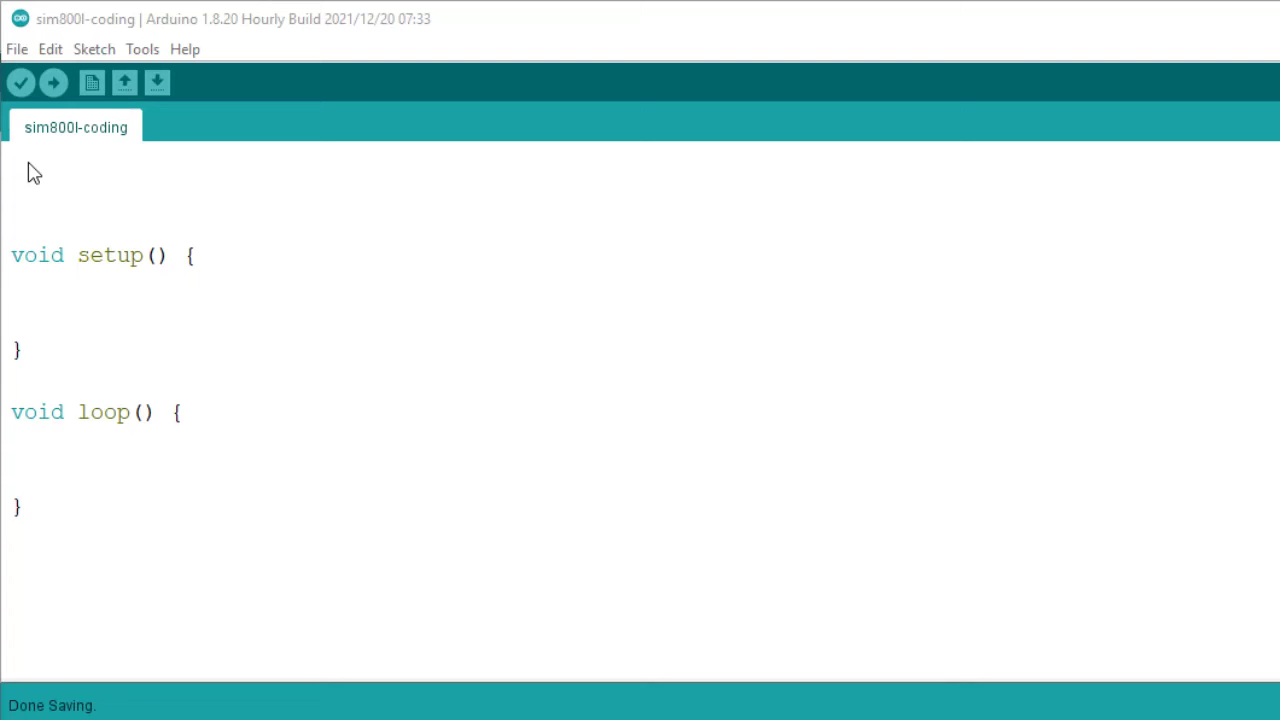 sim800l-coding | Arduino 1.8.20 Hourly Build 2021/12/20 07:33
File Edit Sketch Tools Help
sim800l-coding
void setup() {
}
void loop() {
}
Done Saving.